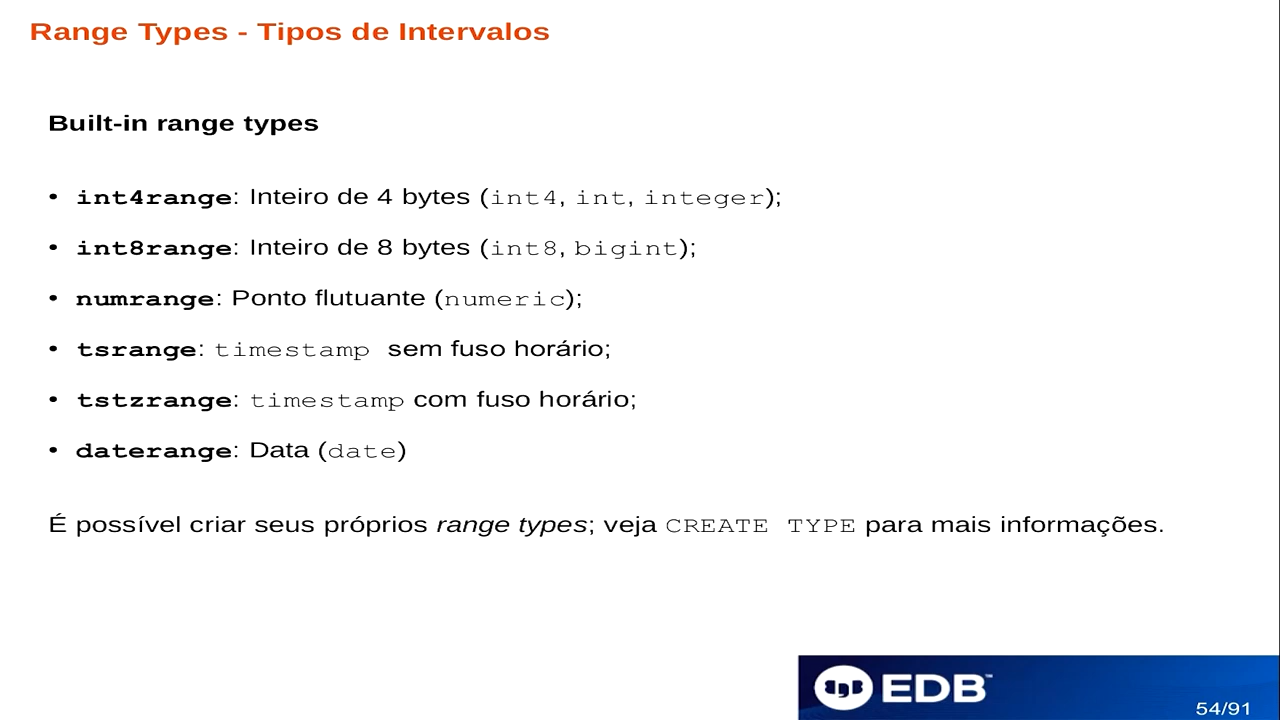 Range Types - Tipos de Intervalos
Built-in range types
• int4range: Inteiro de 4 bytes (int4, int, integer);
• int8range: Inteiro de 8 bytes (int8, bigint);
• numrange: Ponto flutuante (numeric);
• tsrange: timestamp sem fuso horário;
• tstzrange: timestamp com fuso horário;
• daterange: Data (date)
É possível criar seus próprios range types; veja CREATE TYPE para mais informações.
EDB™
54/91